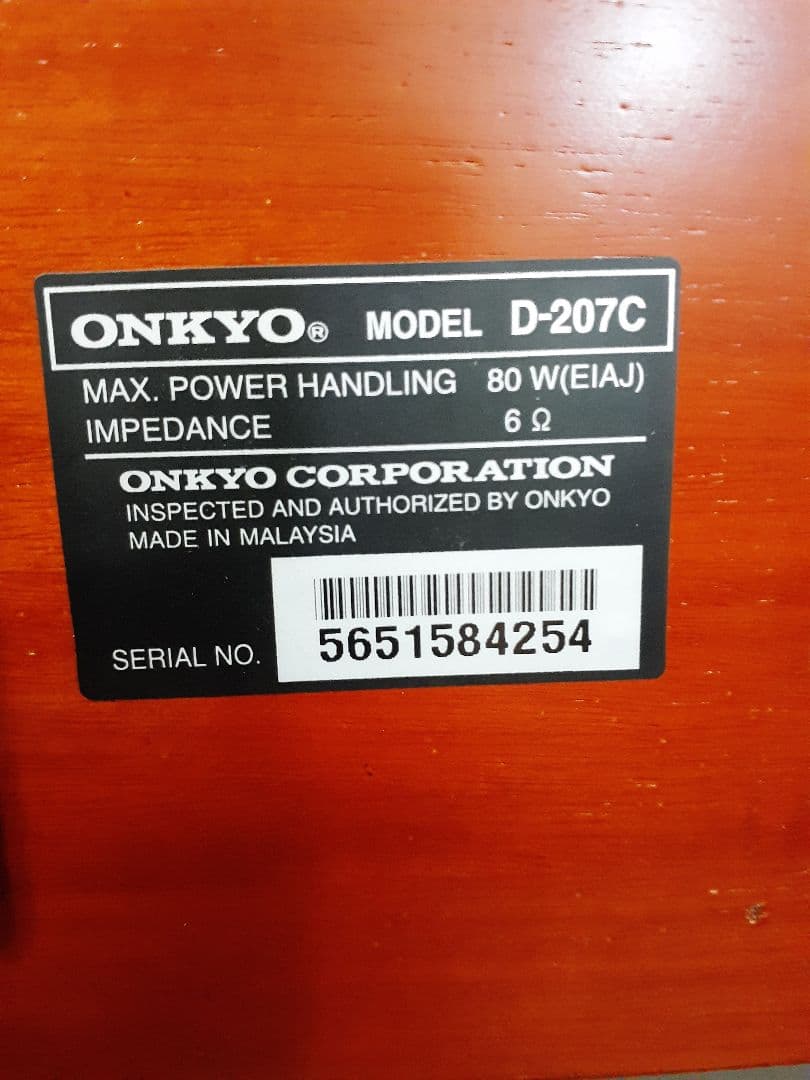 ONKYO® MODEL D-207C
MAX. POWER HANDLING 80 W(EIAJ)
IMPEDANCE 6 Ω
ONKYO CORPORATION
INSPECTED AND AUTHORIZED BY ONKYO
MADE IN MALAYSIA
SERIAL NO. 5651584254